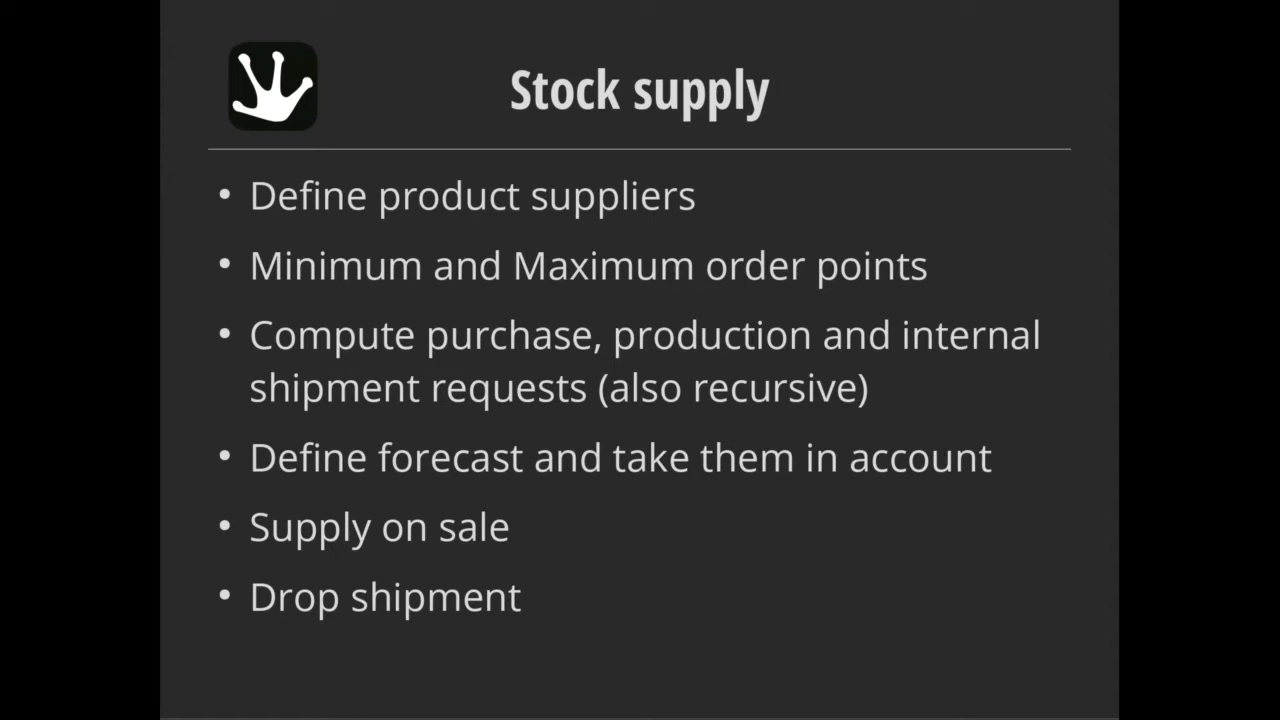 Stock supply
• Define product suppliers
• Minimum and Maximum order points
• Compute purchase, production and internal
shipment requests (also recursive)
• Define forecast and take them in account
• Supply on sale
• Drop shipment